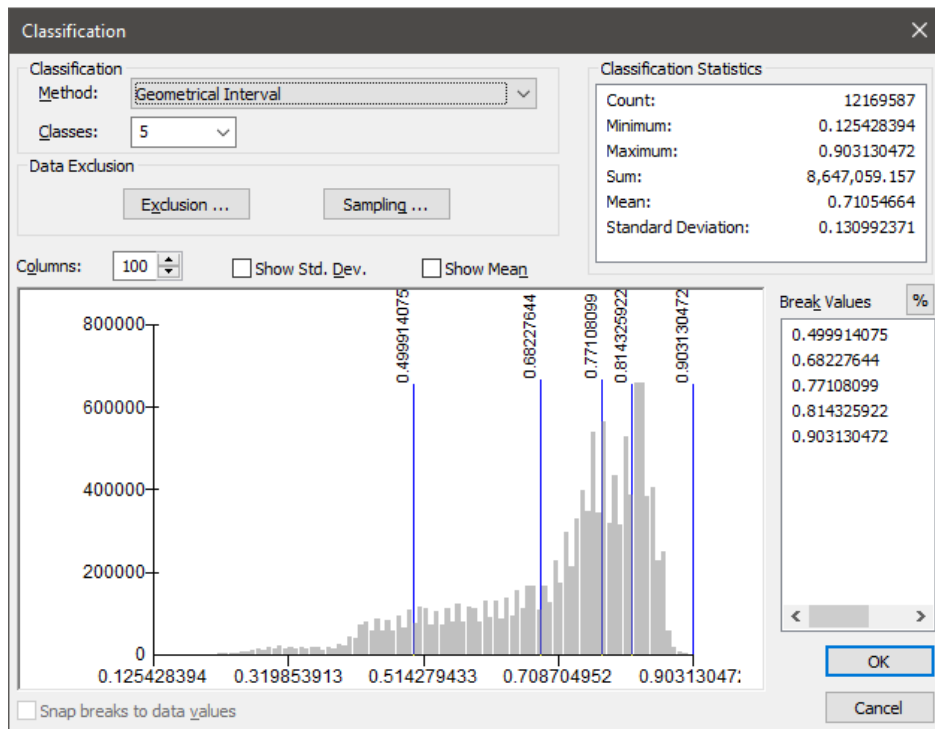 Classification
Classification
Method: Geometrical Interval
Classes: 5
Data Exclusion
Exclusion ...
Sampling ...
Classification Statistics
Count: 12169587
Minimum: 0.125428394
Maximum: 0.903130472
Sum: 8,647,059.157
Mean: 0.71054664
Standard Deviation: 0.130992371
Columns: 100 Show Std. Dev. Show Mean
Break Values %
0.499914075
0.68227644
0.77108099
0.814325922
0.903130472
800000
600000
400000
200000
0
0.499914075
0.68227644
0.77108099
0.814325922
0.903130472
0.125428394 0.319853913 0.514279433 0.708704952 0.903130472
Snap breaks to data values
OK
Cancel